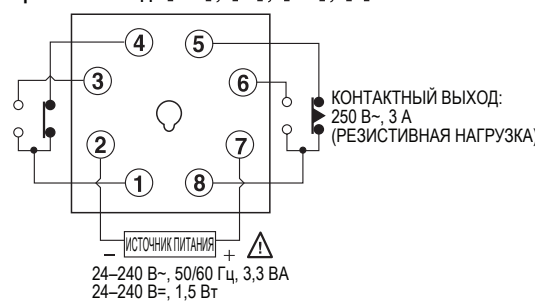 4
5
3
6
КОНТАКТНЫЙ ВЫХОД:
250 В~, 3 А
(РЕЗИСТИВНАЯ НАГРУЗКА)
2
7
1
8
– ИСТОЧНИК ПИТАНИЯ +
24–240 В~, 50/60 Гц, 3,3 ВА
24–240 В=, 1,5 Вт